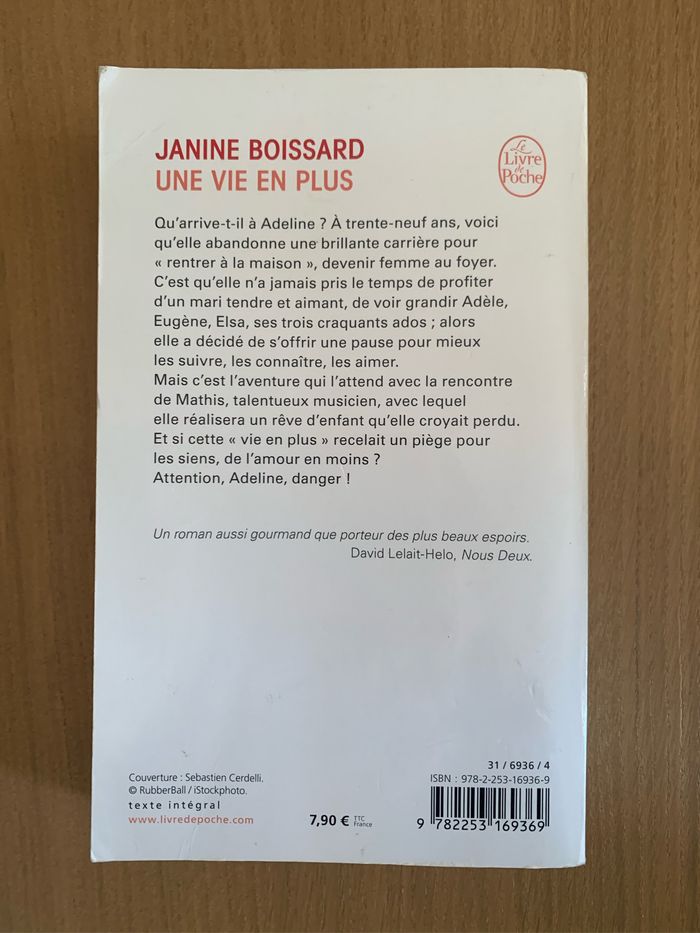 JANINE BOISSARD
UNE VIE EN PLUS
Le
Livre
de
Poche
Qu'arrive-t-il à Adeline ? À trente-neuf ans, voici
qu'elle abandonne une brillante carrière pour
« rentrer à la maison », devenir femme au foyer.
C'est qu'elle n'a jamais pris le temps de profiter
d'un mari tendre et aimant, de voir grandir Adèle,
Eugène, Elsa, ses trois craquants ados ; alors
elle a décidé de s'offrir une pause pour mieux
les suivre, les connaître, les aimer.
Mais c'est l'aventure qui l'attend avec la rencontre
de Mathis, talentueux musicien, avec lequel
elle réalisera un rêve d'enfant qu'elle croyait perdu.
Et si cette « vie en plus » recelait un piège pour
les siens, de l'amour en moins ?
Attention, Adeline, danger !
Un roman aussi gourmand que porteur des plus beaux espoirs.
David Lelait-Helo, Nous Deux.
Couverture : Sebastien Cerdelli.
© RubberBall / iStockphoto.
texte intégral
www.livredepoche.com
7,90 € TTC
France
31 / 6936 / 4
ISBN : 978-2-253-16936-9
9 782253 169369